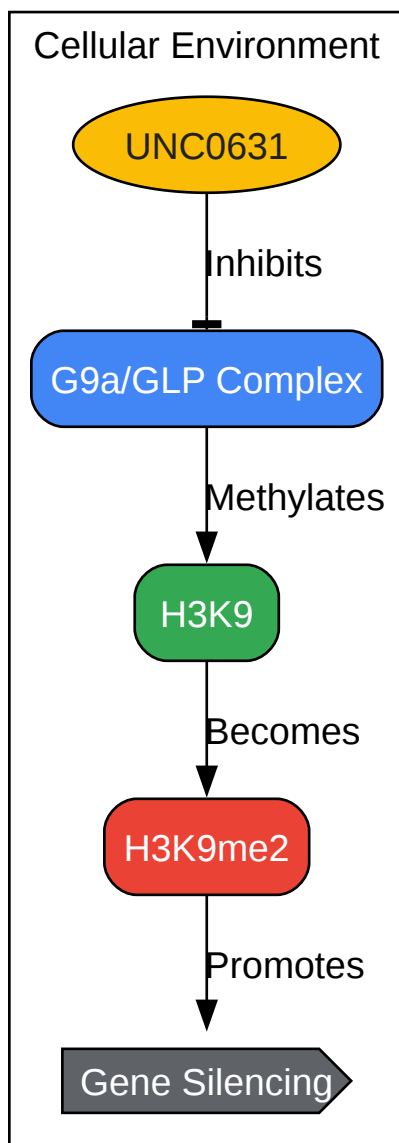 Cellular Environment
UNC0631
Inhibits
G9a/GLP Complex
Methylates
H3K9
Becomes
H3K9me2
Promotes
Gene Silencing